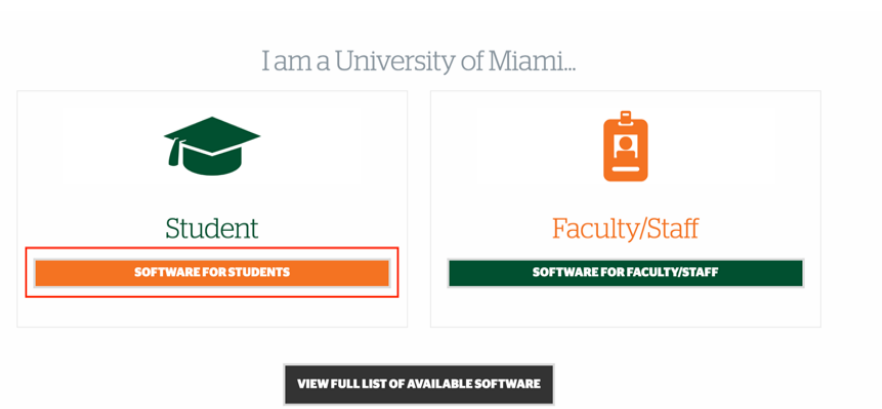 I am a University of Miami...
Student
SOFTWARE FOR STUDENTS
Faculty/Staff
SOFTWARE FOR FACULTY/STAFF
VIEW FULL LIST OF AVAILABLE SOFTWARE